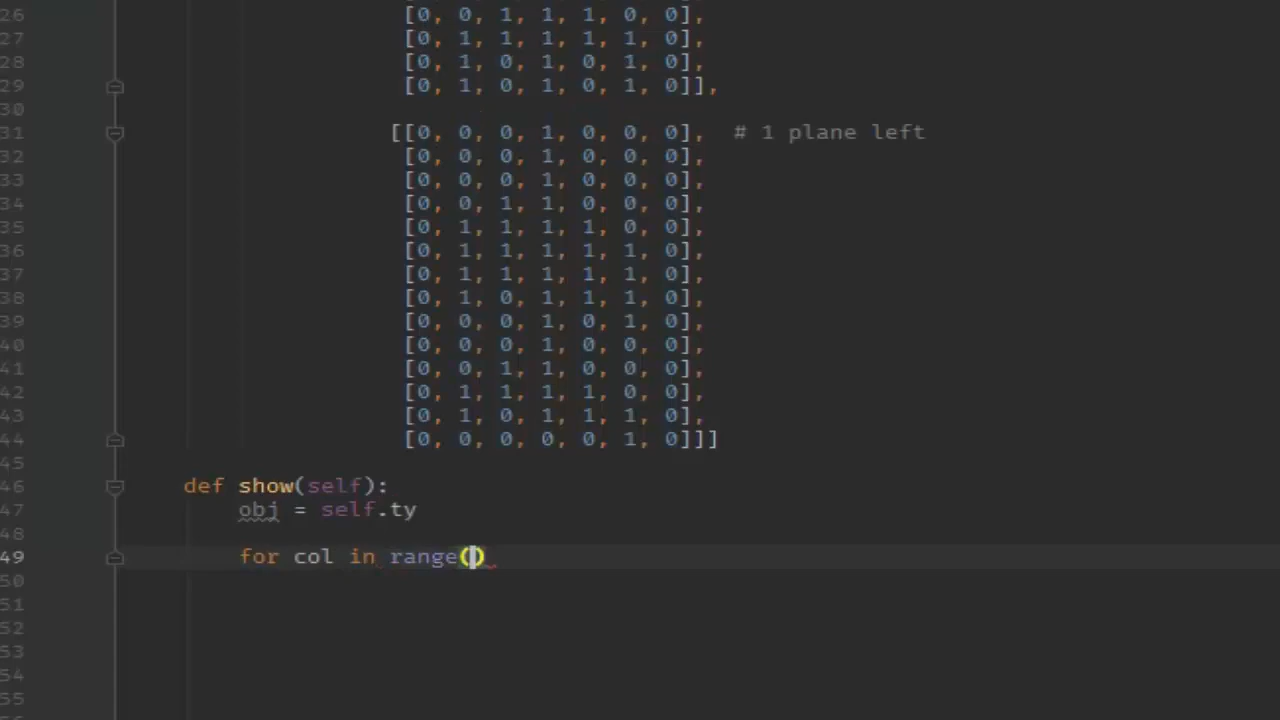 26 [0, 0, 1, 1, 1, 0, 0],
27 [0, 1, 1, 1, 1, 1, 0],
28 [0, 1, 0, 1, 0, 1, 0],
29 [0, 1, 0, 1, 0, 1, 0]],
30
31 [[0, 0, 0, 1, 0, 0, 0], # 1 plane left
32 [0, 0, 0, 1, 0, 0, 0],
33 [0, 0, 0, 1, 0, 0, 0],
34 [0, 0, 1, 1, 0, 0, 0],
35 [0, 1, 1, 1, 1, 0, 0],
36 [0, 1, 1, 1, 1, 1, 0],
37 [0, 1, 1, 1, 1, 1, 0],
38 [0, 1, 0, 1, 1, 1, 0],
39 [0, 0, 0, 1, 0, 1, 0],
40 [0, 0, 0, 1, 0, 0, 0],
41 [0, 0, 1, 1, 0, 0, 0],
42 [0, 1, 1, 1, 1, 0, 0],
43 [0, 1, 0, 1, 1, 1, 0],
44 [0, 0, 0, 0, 0, 1, 0]]]
45
46 def show(self):
47 obj = self.ty
48
49 for col in range()
50
51
52
53
54
55